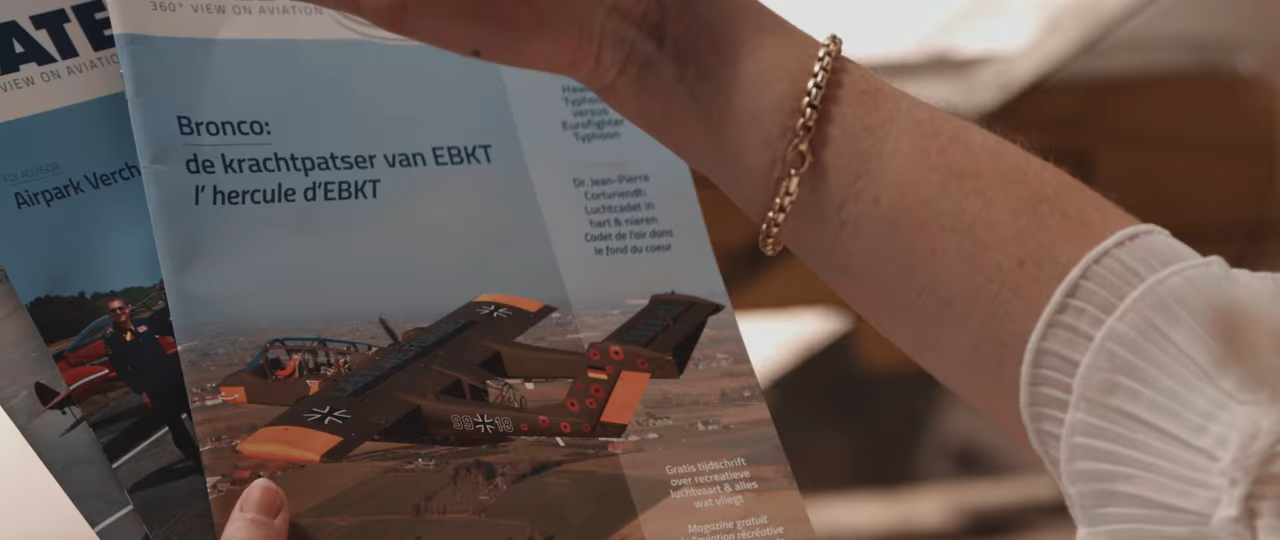 360° VIEW ON AVIATION
ATE
VIEW ON AVIATIO
Bronco:
de krachtpatser van EBKT
l' hercule d'EBKT
Typhoon
versus
Eurofighter
Typhoon
Dr. Jean-Pierre
Cortvriendt:
Luchtcadet in
hart & nieren
Cadet de l'air dans
le fond du coeur
ADVISOR
Airpark Verch
99 18
Gratis tijdschrift
over recreatieve
luchtvaart & alles
wat vliegt
Magazine gratuit
récréative